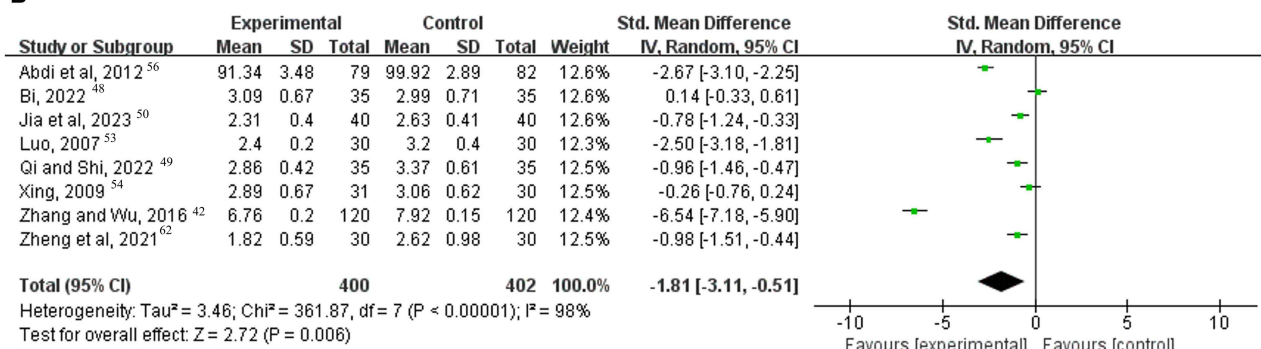 Experimental Control Std. Mean Difference Std. Mean Difference
Study or Subgroup Mean SD Total Mean SD Total Weight IV, Random, 95% CI IV, Random, 95% CI
Abdi et al, 2012 56 91.34 3.48 79 99.92 2.89 82 12.6% -2.67 [-3.10, -2.25]
Bi, 2022 48 3.09 0.67 35 2.99 0.71 35 12.6% 0.14 [-0.33, 0.61]
Jia et al, 2023 50 2.31 0.4 40 2.63 0.41 40 12.6% -0.78 [-1.24, -0.33]
Luo, 2007 53 2.4 0.2 30 3.2 0.4 30 12.3% -2.50 [-3.18, -1.81]
Qi and Shi, 2022 49 2.86 0.42 35 3.37 0.61 35 12.5% -0.96 [-1.46, -0.47]
Xing, 2009 54 2.89 0.67 31 3.06 0.62 30 12.5% -0.26 [-0.76, 0.24]
Zhang and Wu, 2016 42 6.76 0.2 120 7.92 0.15 120 12.4% -6.54 [-7.18, -5.90]
Zheng et al, 2021 62 1.82 0.59 30 2.62 0.98 30 12.5% -0.98 [-1.51, -0.44]
Total (95% CI) 400 402 100.0% -1.81 [-3.11, -0.51]
Heterogeneity: Tau² = 3.46; Chi² = 361.87, df = 7 (P < 0.00001); I² = 98%
Test for overall effect: Z = 2.72 (P = 0.006)
-10 -5 0 5 10
Favours [experimental] Favours [control]